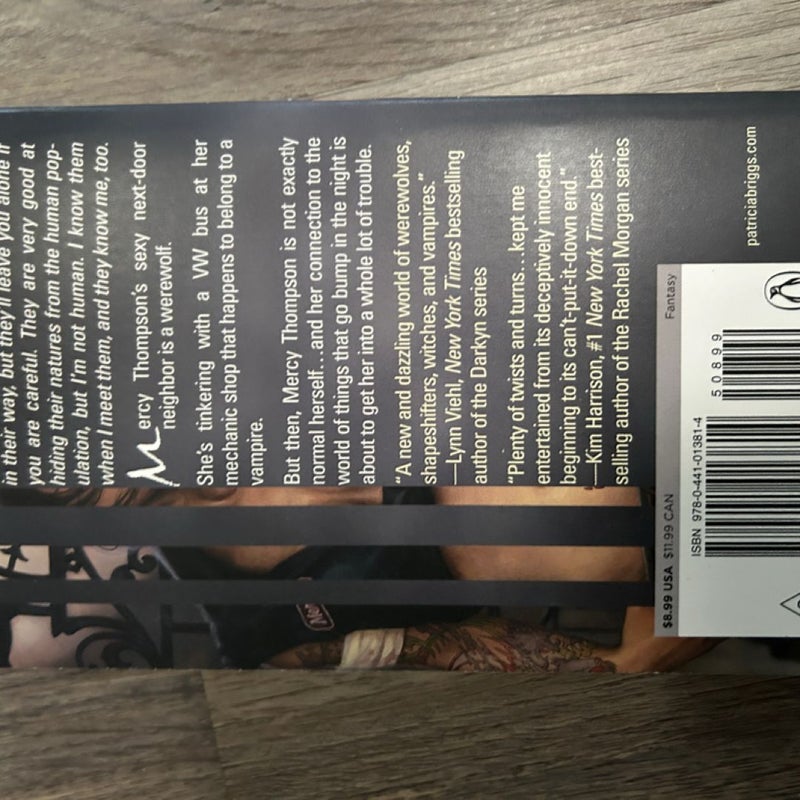 in their way, but they'll leave you alone if
you are careful. They are very good at
hiding their natures from the human pop-
ulation, but I'm not human. I know them
when I meet them, and they know me, too.
Mercy Thompson's sexy next-door
neighbor is a werewolf.
She's tinkering with a VW bus at her
mechanic shop that happens to belong to a
vampire.
But then, Mercy Thompson is not exactly
normal herself...and her connection to the
world of things that go bump in the night is
about to get her into a whole lot of trouble.
"A new and dazzling world of werewolves,
shapeshifters, witches, and vampires."
—Lynn Viehl, New York Times bestselling
author of the Darkyn series
"Plenty of twists and turns...kept me
entertained from its deceptively innocent
beginning to its can't-put-it-down end."
—Kim Harrison, #1 New York Times best-
selling author of the Rachel Morgan series
patriciabriggs.com
$8.99 USA $11.99 CAN
Fantasy
ISBN 978-0-441-01381-4
50899